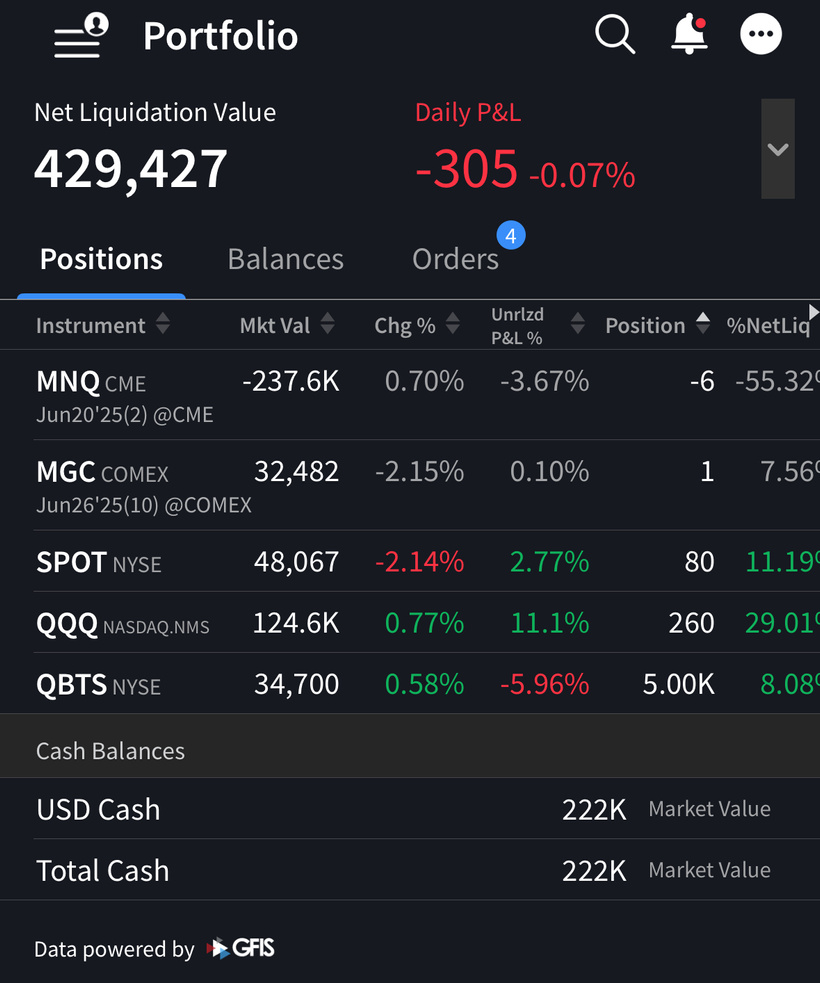 Portfolio
Net Liquidation Value Daily P&L
429,427 -305 -0.07%
Positions Balances Orders 4
Instrument Mkt Val Chg % Unrlzd P&L % Position %NetLiq
MNQ CME -237.6K 0.70% -3.67% -6 -55.32%
Jun20'25(2) @CME
MGC COMEX 32,482 -2.15% 0.10% 1 7.56%
Jun26'25(10) @COMEX
SPOT NYSE 48,067 -2.14% 2.77% 80 11.19%
QQQ NASDAQ.NMS 124.6K 0.77% 11.1% 260 29.01%
QBTS NYSE 34,700 0.58% -5.96% 5.00K 8.08%
Cash Balances
USD Cash 222K Market Value
Total Cash 222K Market Value
Data powered by GFIS